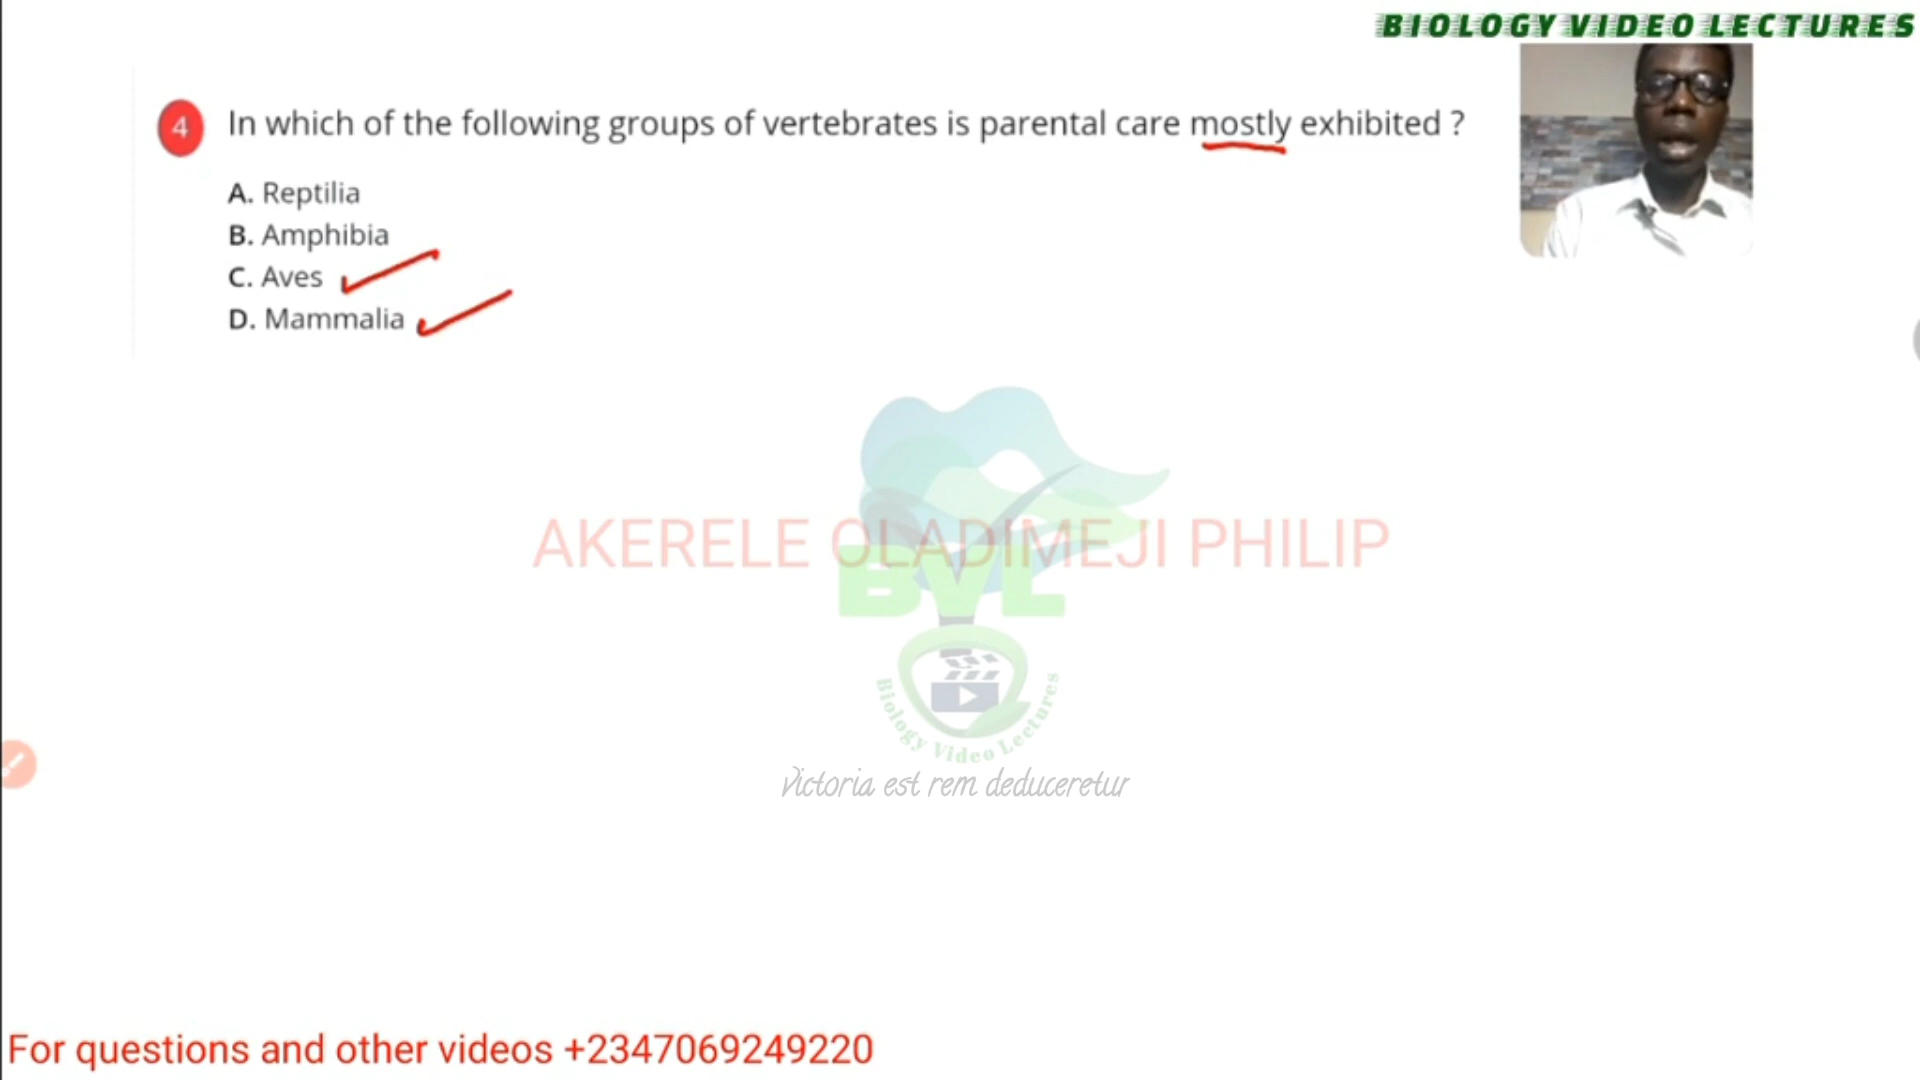 BIOLOGY VIDEO LECTURES
4 In which of the following groups of vertebrates is parental care mostly exhibited ?
A. Reptilia
B. Amphibia
C. Aves
D. Mammalia
AKERELE OLADIMEJI PHILIP
BVL
Biology Video Lectures
Victoria est rem deduceretur
For questions and other videos +2347069249220